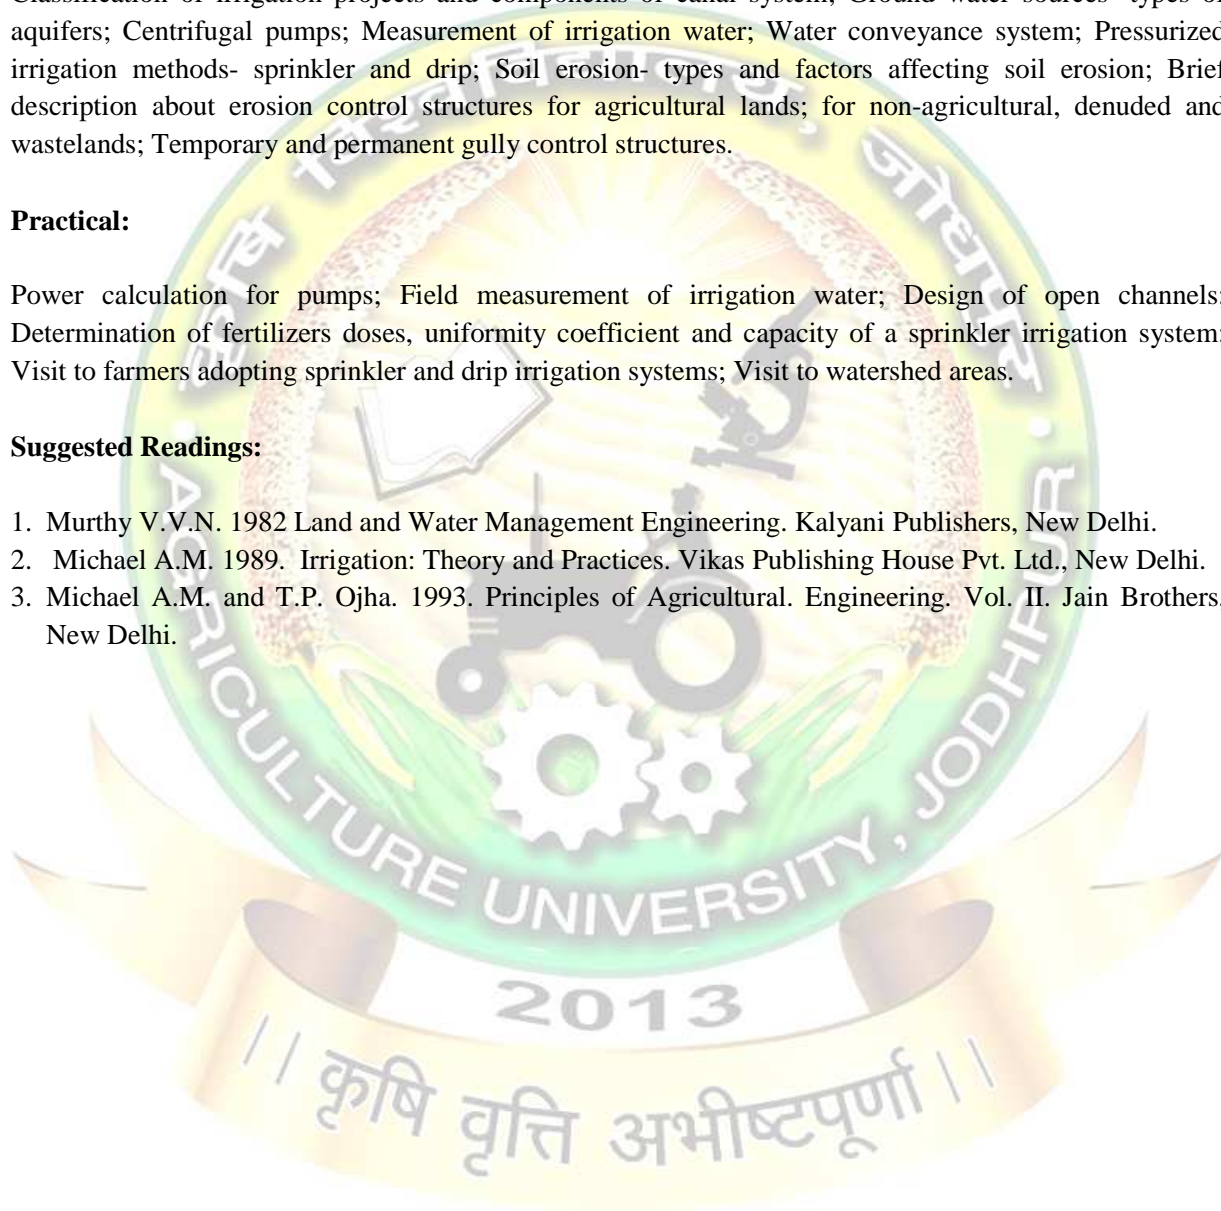 Classification of irrigation projects and components of canal system; Ground water sources- types of
aquifers; Centrifugal pumps; Measurement of irrigation water; Water conveyance system; Pressurized
irrigation methods- sprinkler and drip; Soil erosion- types and factors affecting soil erosion; Brief
description about erosion control structures for agricultural lands; for non-agricultural, denuded and
wastelands; Temporary and permanent gully control structures.
Practical:
Power calculation for pumps; Field measurement of irrigation water; Design of open channels;
Determination of fertilizers doses, uniformity coefficient and capacity of a sprinkler irrigation system;
Visit to farmers adopting sprinkler and drip irrigation systems; Visit to watershed areas.
Suggested Readings:
1. Murthy V.V.N. 1982 Land and Water Management Engineering. Kalyani Publishers, New Delhi.
2. Michael A.M. 1989. Irrigation: Theory and Practices. Vikas Publishing House Pvt. Ltd., New Delhi.
3. Michael A.M. and T.P. Ojha. 1993. Principles of Agricultural. Engineering. Vol. II. Jain Brothers,
New Delhi.
कृषि विश्वविद्यालय, जोधपुर
AGRICULTURE UNIVERSITY, JODHPUR
2013
|| कृषि वृत्ति अभीष्टपूर्णा ||